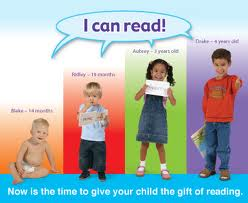 I can read!
Drake - 4 years old
Aubrey - 3 years old
Ridley - 19 months
Blake - 14 months
Now is the time to give your child the gift of reading.